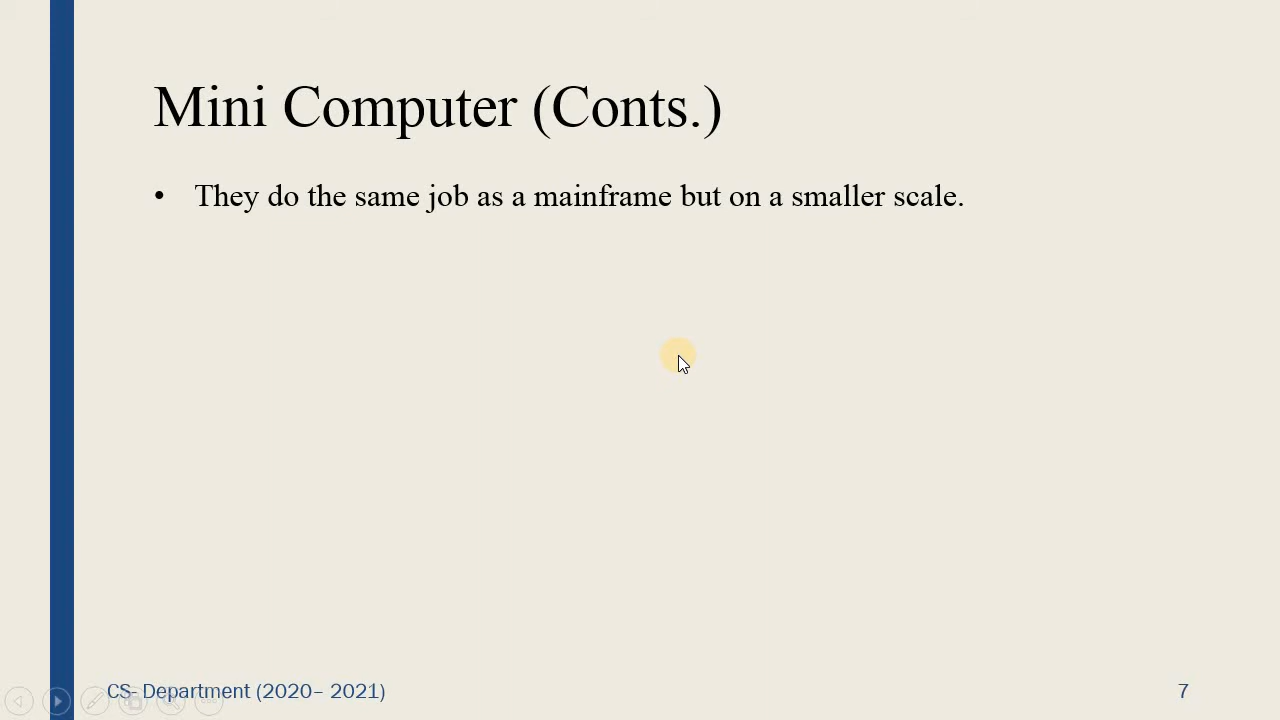 Mini Computer (Conts.)
• They do the same job as a mainframe but on a smaller scale.
CS- Department (2020– 2021)
7